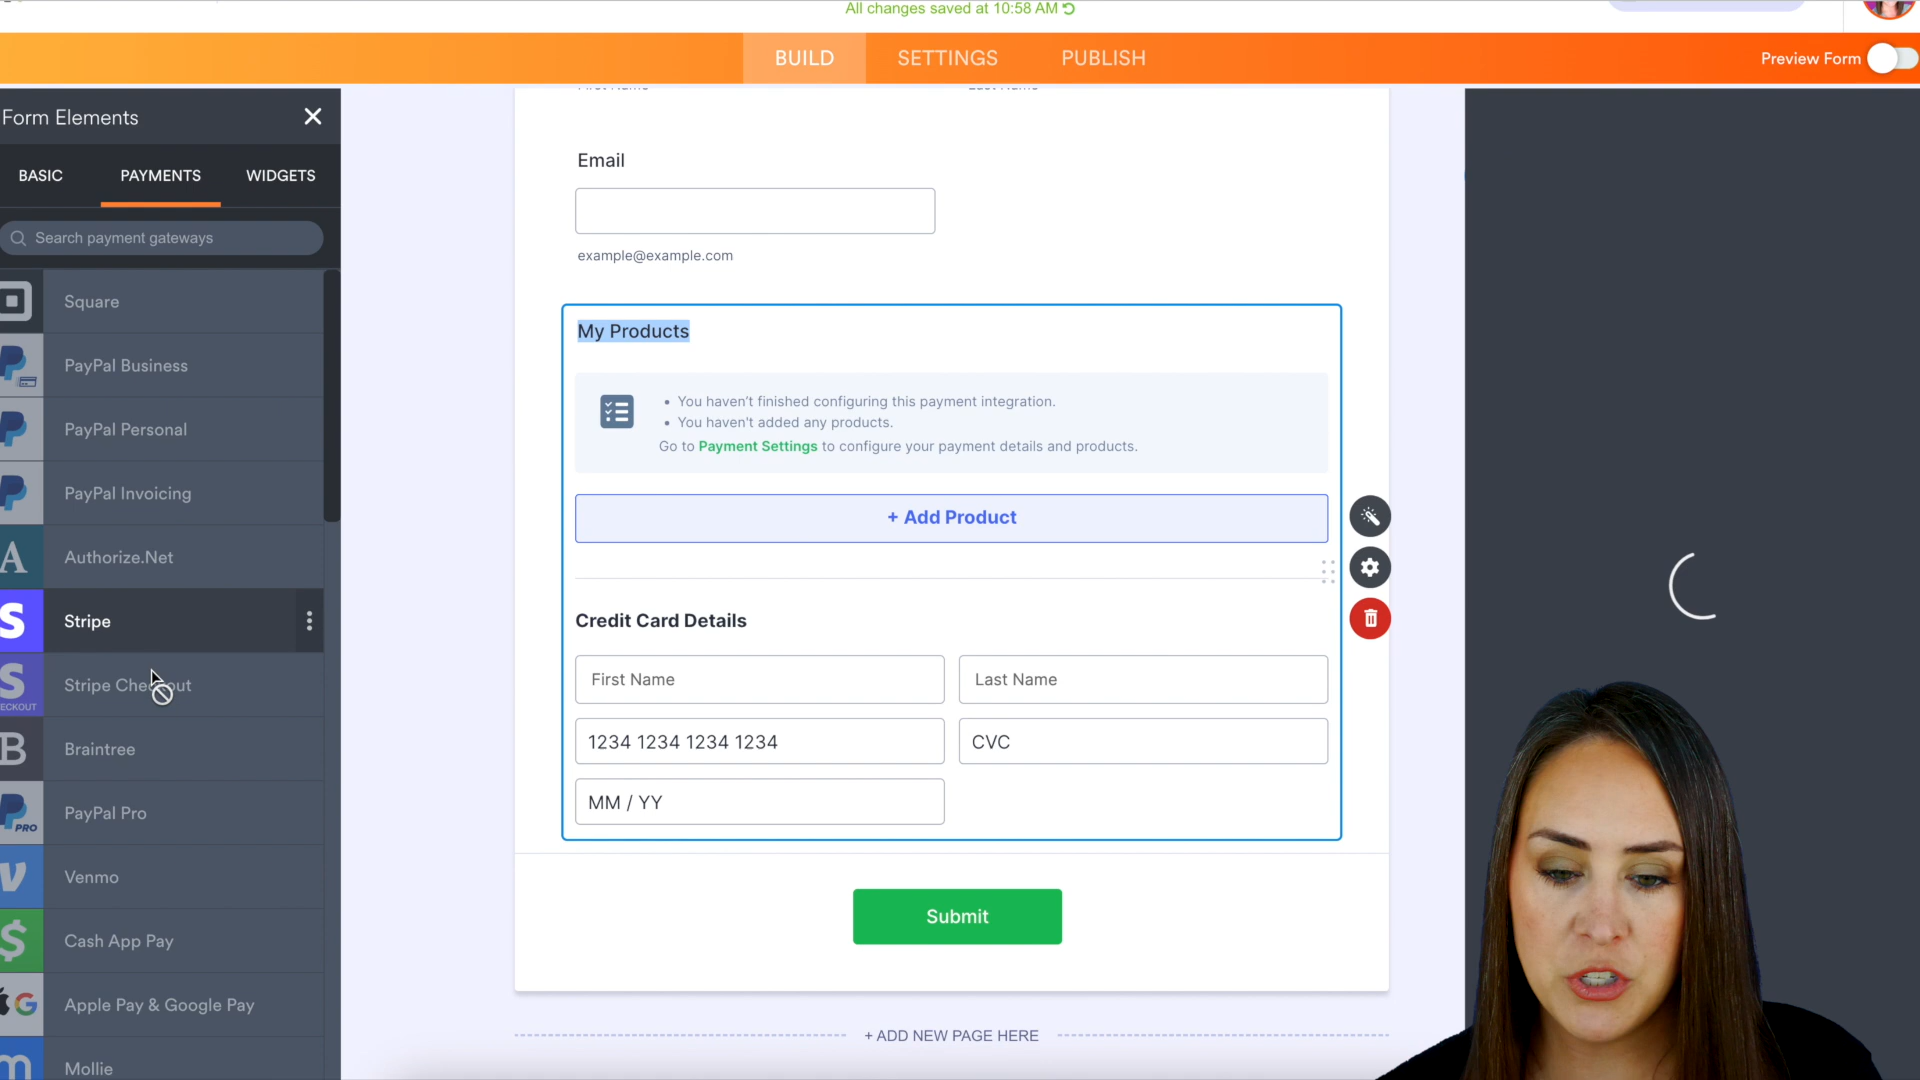 All changes saved at 10:58 AM
BUILD
SETTINGS
PUBLISH
Preview Form
Form Elements
BASIC
PAYMENTS
WIDGETS
Search payment gateways
Square
PayPal Business
PayPal Personal
PayPal Invoicing
Authorize.Net
Stripe
Stripe Checkout
ECKOUT
Braintree
PayPal Pro
PRO
Venmo
Cash App Pay
Apple Pay & Google Pay
Mollie
First Name
Last Name
Email
example@example.com
My Products
You haven't finished configuring this payment integration.
You haven't added any products.
Go to Payment Settings to configure your payment details and products.
+ Add Product
Credit Card Details
First Name
Last Name
1234 1234 1234 1234
CVC
MM / YY
Submit
+ ADD NEW PAGE HERE